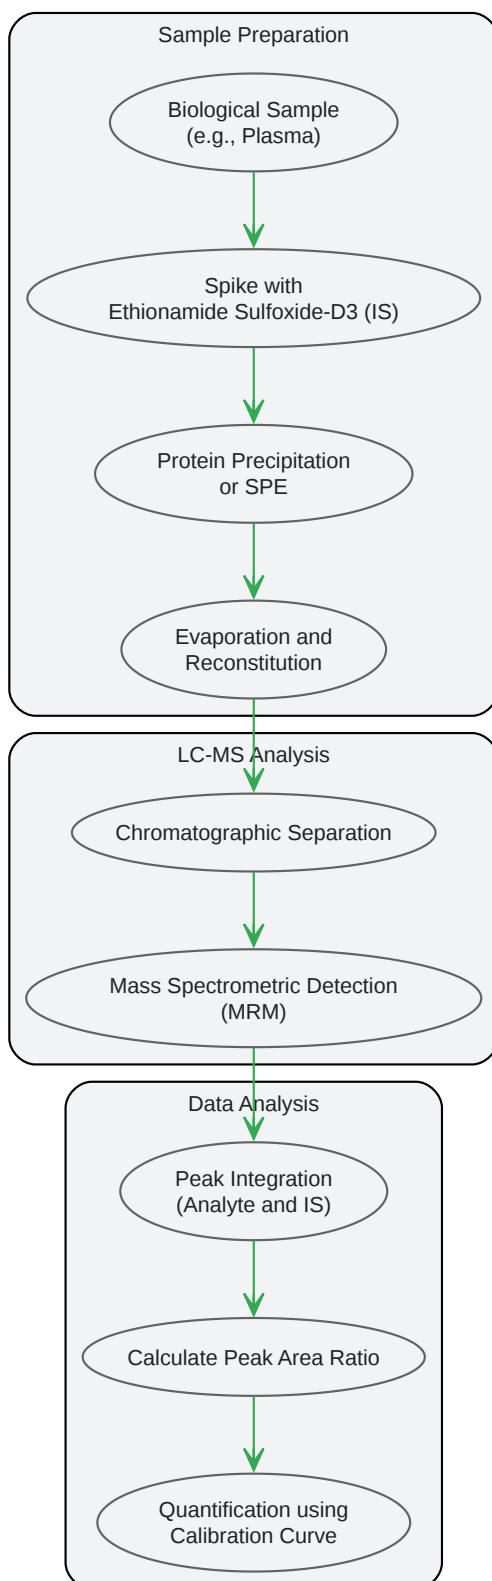 Sample Preparation
Biological Sample
(e.g., Plasma)
Spike with
Ethionamide Sulfoxide-D3 (IS)
Protein Precipitation
or SPE
Evaporation and
Reconstitution
LC-MS Analysis
Chromatographic Separation
Mass Spectrometric Detection
(MRM)
Data Analysis
Peak Integration
(Analyte and IS)
Calculate Peak Area Ratio
Quantification using
Calibration Curve